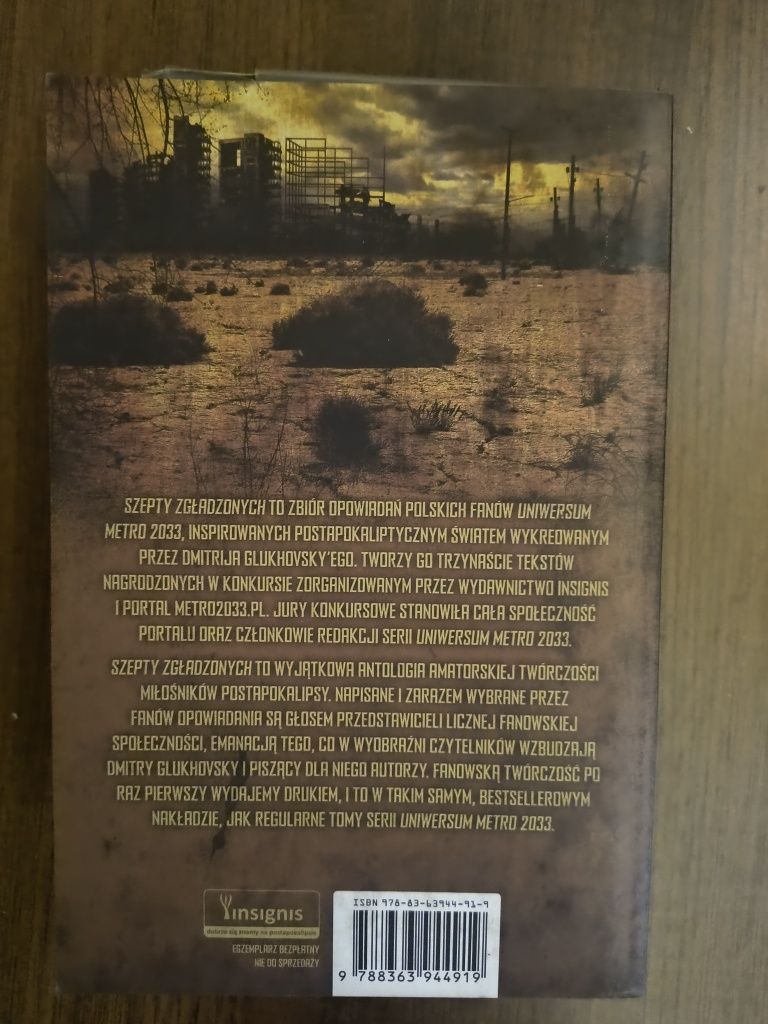 SZEPTY ZGŁADZONYCH TO ZBIÓR OPOWIADAŃ POLSKICH FANÓW UNIWERSUM
METRO 2033, INSPIROWANYCH POSTAPOKALIPTYCZNYM ŚWIATEM WYKREOWANYM
PRZEZ DMITRIJA GLUKHOVSKY'EGO. TWORZY GO TRZYNAŚCIE TEKSTÓW
NAGRODZONYCH W KONKURSIE ZORGANIZOWANYM PRZEZ WYDAWNICTWO INSIGNIS
I PORTAL METRO2033.PL. JURY KONKURSOWE STANOWIŁA CAŁA SPOŁECZNOŚĆ
PORTALU ORAZ CZŁONKOWIE REDAKCJI SERII UNIWERSUM METRO 2033.
SZEPTY ZGŁADZONYCH TO WYJĄTKOWA ANTOLOGIA AMATORSKIEJ TWÓRCZOŚCI
MIŁOŚNIKÓW POSTAPOKALIPSY. NAPISANE I ZARAZEM WYBRANE PRZEZ
FANÓW OPOWIADANIA SĄ GŁOSEM PRZEDSTAWICIELI LICZNEJ FANOWSKIEJ
SPOŁECZNOŚCI, EMANACJĄ TEGO, CO W WYOBRAŹNI CZYTELNIKÓW WZBUDZAJĄ
DMITRY GLUKHOVSKY I PISZĄCY DLA NIEGO AUTORZY. FANOWSKĄ TWÓRCZOŚĆ PO
RAZ PIERWSZY WYDAJEMY DRUKIEM, I TO W TAKIM SAMYM, BESTSELLEROWYM
NAKŁADZIE, JAK REGULARNE TOMY SERII UNIWERSUM METRO 2033.
insignis
dobrze się znamy na postapokalipsie
EGZEMPLARZ BEZPŁATNY
NIE DO SPRZEDAŻY
ISBN 978-83-63944-91-9
9 788363 944919